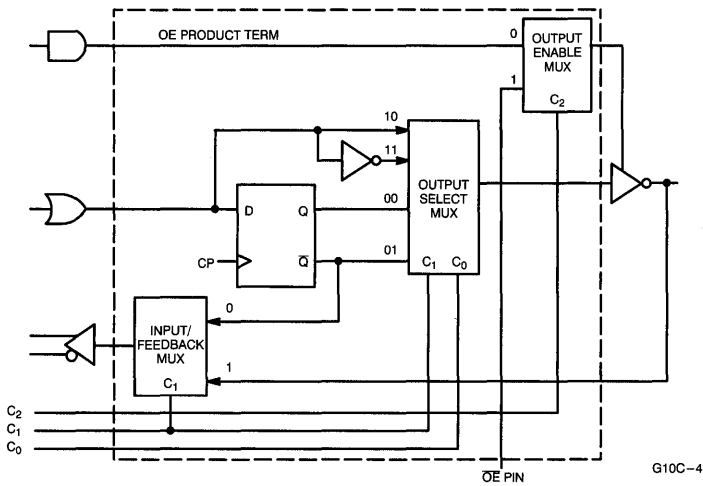 OE PRODUCT TERM
0
OUTPUT
ENABLE
MUX
1
C₂
10
11
OUTPUT
SELECT
MUX
D
Q
00
CP
Q̅
01
C₁ C₀
0
INPUT/
FEEDBACK
MUX
1
C₁
C₂
C₁
C₀
O̅E̅ PIN
G10C–4